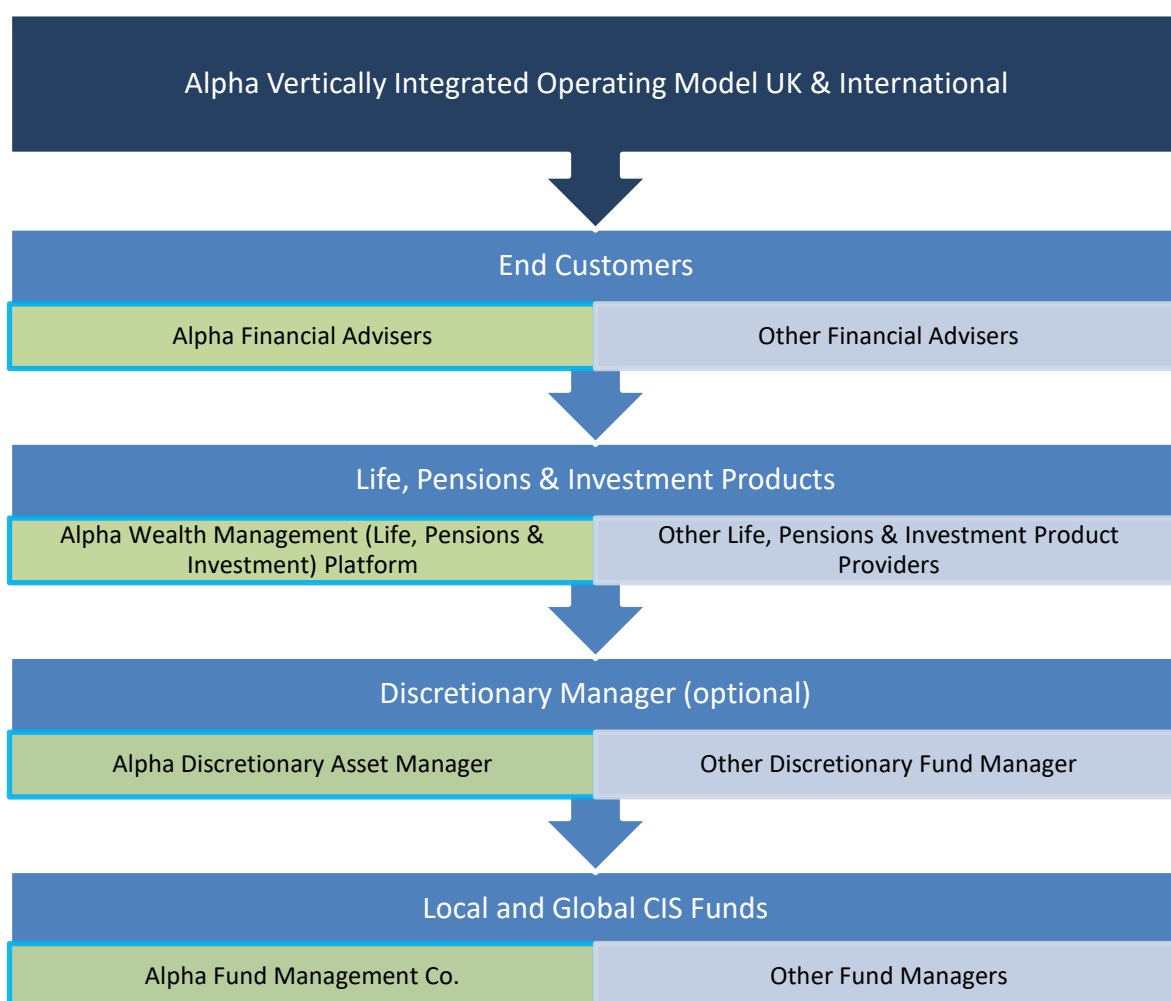 Alpha Vertically Integrated Operating Model UK & International
End Customers
Alpha Financial Advisers
Other Financial Advisers
Life, Pensions & Investment Products
Alpha Wealth Management (Life, Pensions &
Investment) Platform
Other Life, Pensions & Investment Product
Providers
Discretionary Manager (optional)
Alpha Discretionary Asset Manager
Other Discretionary Fund Manager
Local and Global CIS Funds
Alpha Fund Management Co.
Other Fund Managers